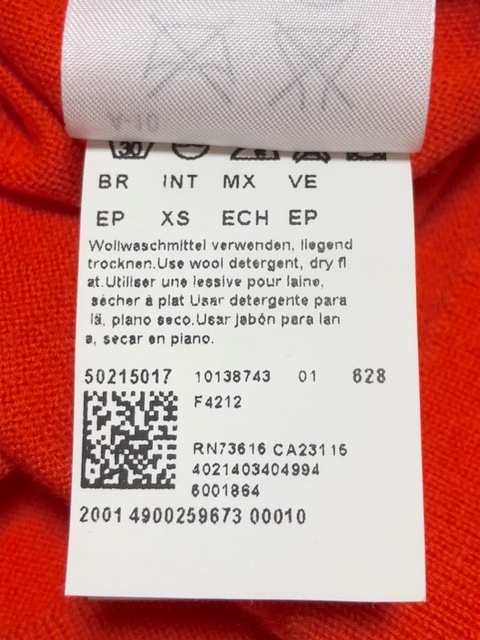 A-10
30
BR INT MX VE
EP XS ECH EP
Wollwaschmittel verwenden, liegend
trocknen.Use wool detergent, dry fl
at.Utiliser une lessive pour laine,
sécher à plat Usar detergente para
lã, plano seco.Usar jabón para lan
a, secar en plano.
50215017 10138743 01 628
F4212
RN73616 CA23116
4021403404994
6001864
2001 4900259673 00010